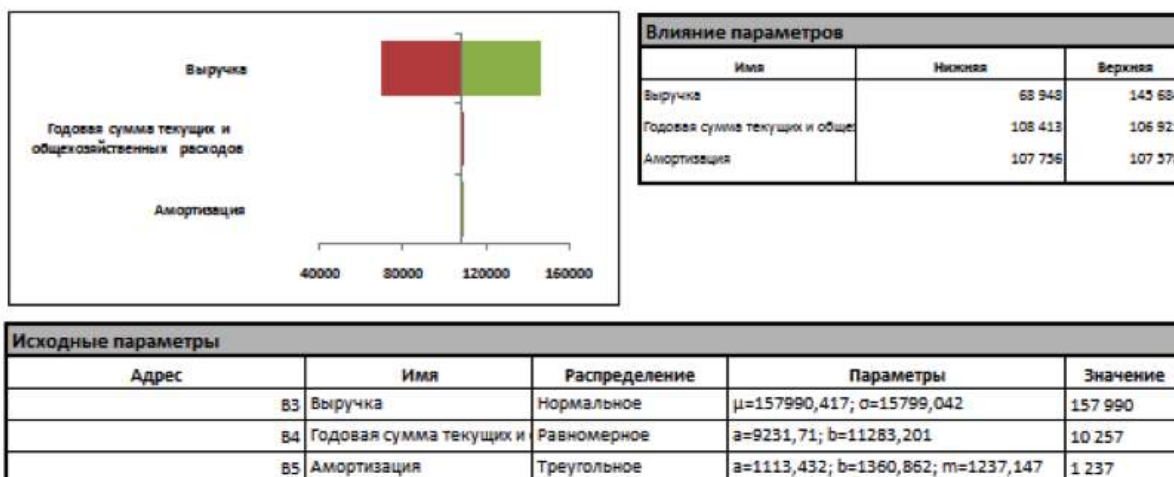 Выручка
Годовая сумма текущих и
общехозяйственных расходов
Амортизация
40000 80000 120000 160000
Влияние параметров
Имя Нижняя Верхняя
Выручка 68 948
Годовая сумма текущих и 108 413
Амортизация 107 736
Исходные параметры
Адрес Имя Распределение Параметры Значение
B3 Выручка Нормальное μ=157990,417; σ=15799,042 157 990
B4 Годовая сумма текущих и Равномерное a=9231,71; b=11283,201 10 257
B5 Амортизация Треугольное a=1113,432; b=1360,862; m=1237,147 1 237